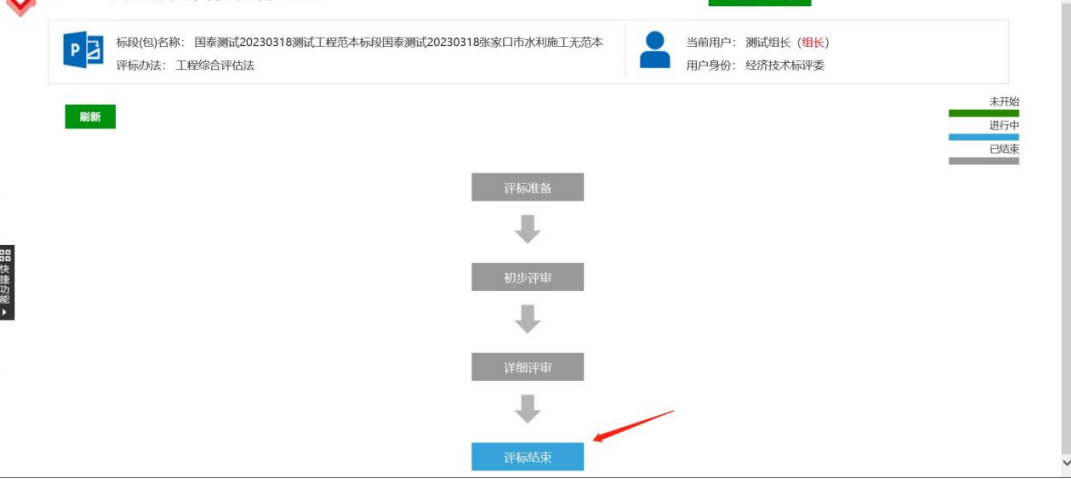 标段(包)名称： 国泰测试20230318测试工程范本标段国泰测试20230318张家口市水利施工无范本
评标办法： 工程综合评估法
当前用户： 测试组长（组长）
用户身份： 经济技术标评委
刷新
未开始
进行中
已结束
评标准备
初步评审
详细评审
评标结束
快捷功能